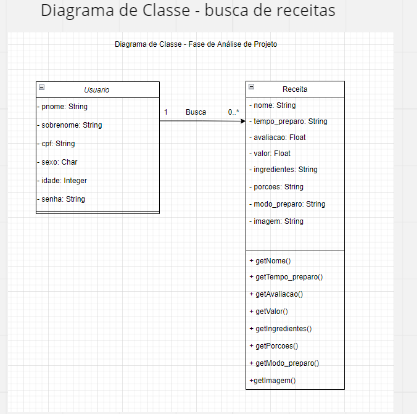 Diagrama de Classe - busca de receitas
Diagrama de Classe - Fase de Análise de Projeto
Usuario
- pnome: String
- sobrenome: String
- cpf: String
- sexo: Char
- idade: Integer
- senha: String
1 Busca 0..*
Receita
- nome: String
- tempo_preparo: String
- avaliacao: Float
- valor: Float
- ingredientes: String
- porcoes: String
- modo_preparo: String
- imagem: String
+ getNome()
+ getTempo_preparo()
+ getAvaliacao()
+ getValor()
+ getIngredientes()
+ getPorcoes()
+ getModo_preparo()
+getImagem()